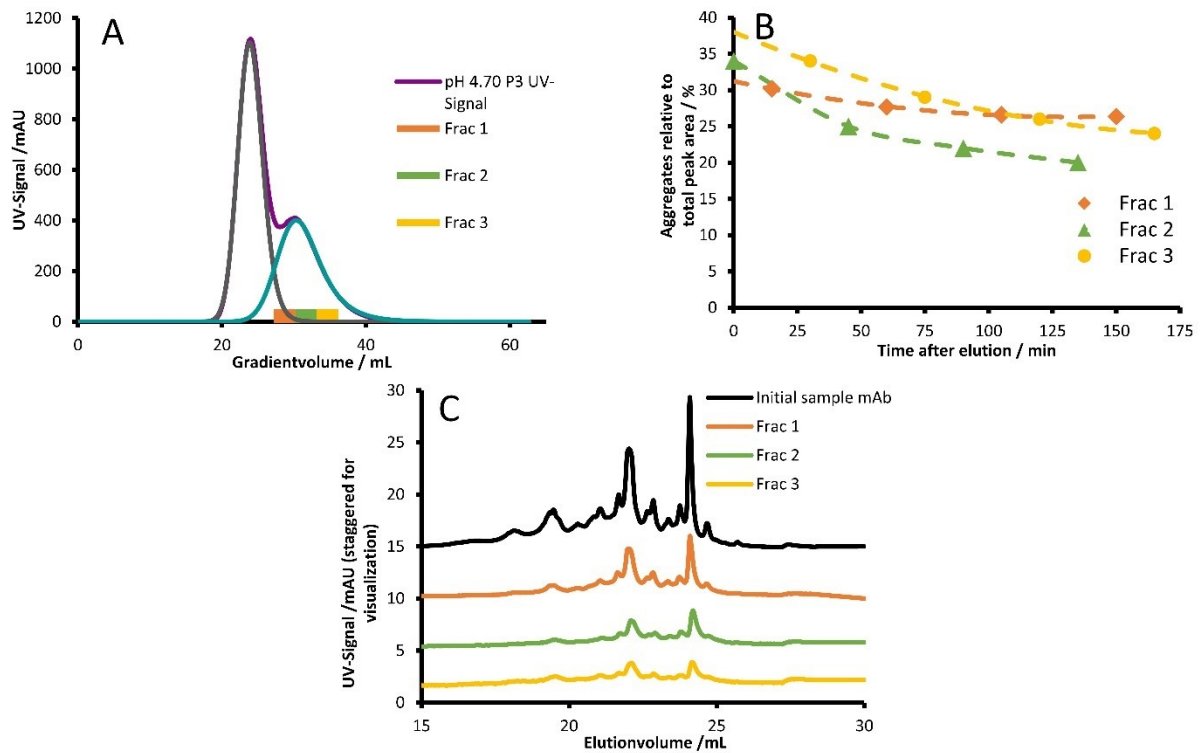 A
UV-Signal /mAU
1200
1000
800
600
400
200
0
0
20
40
60
Gradientvolume / mL
pH 4.70 P3 UV-
Signal
Frac 1
Frac 2
Frac 3
B
Aggregates relative to
total peak area / %
40
35
30
25
20
15
10
5
0
0
25
50
75
100
125
150
175
Time after elution / min
Frac 1
Frac 2
Frac 3
C
UV-Signal /mAU (staggered for
visualization)
30
25
20
15
10
5
0
15
20
25
30
Elutionvolume /mL
Initial sample mAb
Frac 1
Frac 2
Frac 3